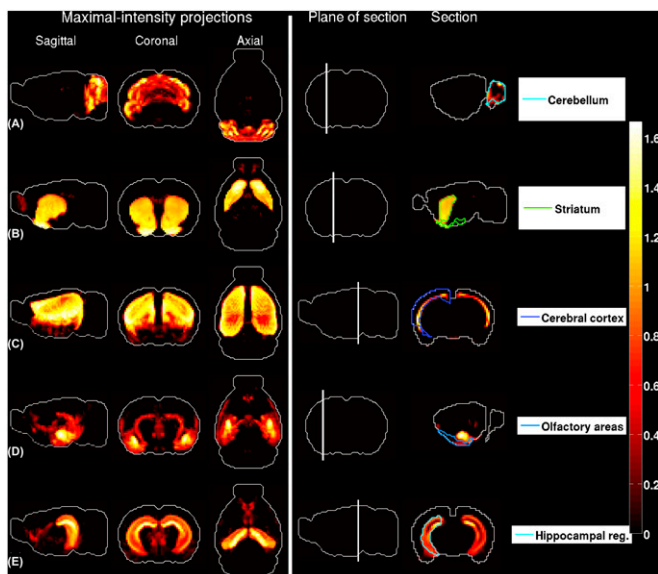 Maximal-intensity projections
Plane of section
Section
Sagittal
Coronal
Axial
(A)
Cerebellum
(B)
Striatum
(C)
Cerebral cortex
(D)
Olfactory areas
(E)
Hippocampal reg.
1.6
1.4
1.2
1
0.8
0.6
0.4
0.2
0